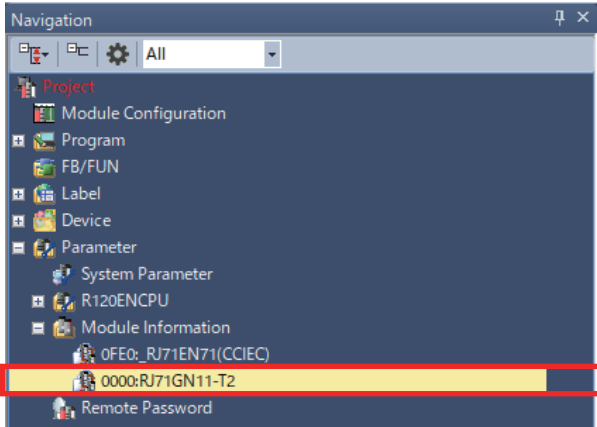 Navigation
All
Project
Module Configuration
Program
FB/FUN
Label
Device
Parameter
System Parameter
R120ENCPU
Module Information
0FE0:_RJ71EN71(CCIEC)
0000:RJ71GN11-T2
Remote Password